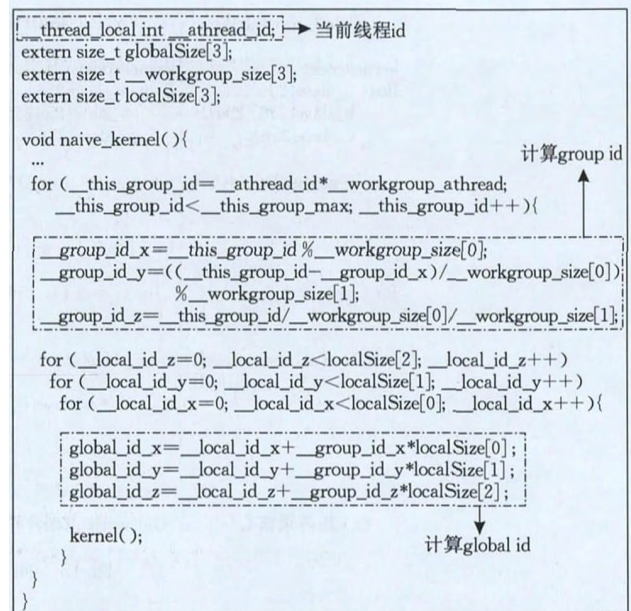 __thread_local int __athread_id; 当前线程id
extern size_t globalSize[3];
extern size_t __workgroup_size[3];
extern size_t localSize[3];
void naive_kernel(){
...
计算group id
for (__this_group_id=__athread_id*__workgroup_athread;
__this_group_id<__this_group_max; __this_group_id++){
__group_id_x=__this_group_id%__workgroup_size[0];
__group_id_y=((__this_group_id-__group_id_x)/__workgroup_size[0])
%__workgroup_size[1];
__group_id_z=__this_group_id/__workgroup_size[0]/__workgroup_size[1];
for (__local_id_z=0; __local_id_z<localSize[2]; __local_id_z++)
for (__local_id_y=0; __local_id_y<localSize[1]; __local_id_y++)
for (__local_id_x=0; __local_id_x<localSize[0]; __local_id_x++){
global_id_x=__local_id_x+__group_id_x*localSize[0];
global_id_y=__local_id_y+__group_id_y*localSize[1];
global_id_z=__local_id_z+__group_id_z*localSize[2];
kernel();
计算global id
}
}
}